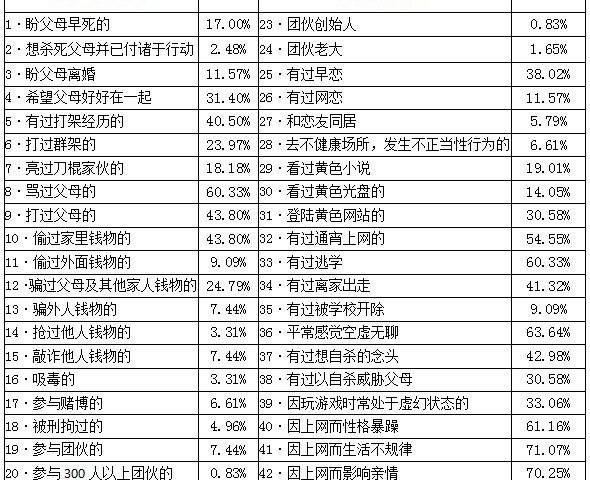 1·盼父母早死的 17.00% 23·团伙创始人 0.83%
2·想杀死父母并已付诸于行动 2.48% 24·团伙老大 1.65%
3·盼父母离婚 11.57% 25·有过早恋 38.02%
4·希望父母好好在一起 31.40% 26·有过网恋 11.57%
5·有过打架经历的 40.50% 27·和恋友同居 5.79%
6·打过群架的 23.97% 28·去不健康场所，发生不正当性行为的 6.61%
7·亮过刀棍家伙的 18.18% 29·看过黄色小说 19.01%
8·骂过父母的 60.33% 30·看过黄色光盘的 14.05%
9·打过父母的 43.80% 31·登陆黄色网站的 30.58%
10·偷过家里钱物的 43.80% 32·有过通宵上网的 54.55%
11·偷过外面钱物的 9.09% 33·有过逃学 60.33%
12·骗过父母及其他家人钱物的 24.79% 34·有过离家出走 41.32%
13·骗外人钱物的 7.44% 35·有过被学校开除 9.09%
14·抢过他人钱物的 3.31% 36·平常感觉空虚无聊 63.64%
15·敲诈他人钱物的 7.44% 37·有过想自杀的念头 42.98%
16·吸毒的 3.31% 38·有过以自杀威胁父母 30.58%
17·参与赌博的 6.61% 39·因玩游戏时常处于虚幻状态的 33.06%
18·被刑拘过的 4.96% 40·因上网而性格暴躁 61.16%
19·参与团伙的 7.44% 41·因上网而生活不规律 71.07%
20·参与300人以上团伙的 0.83% 42·因上网而影响亲情 70.25%